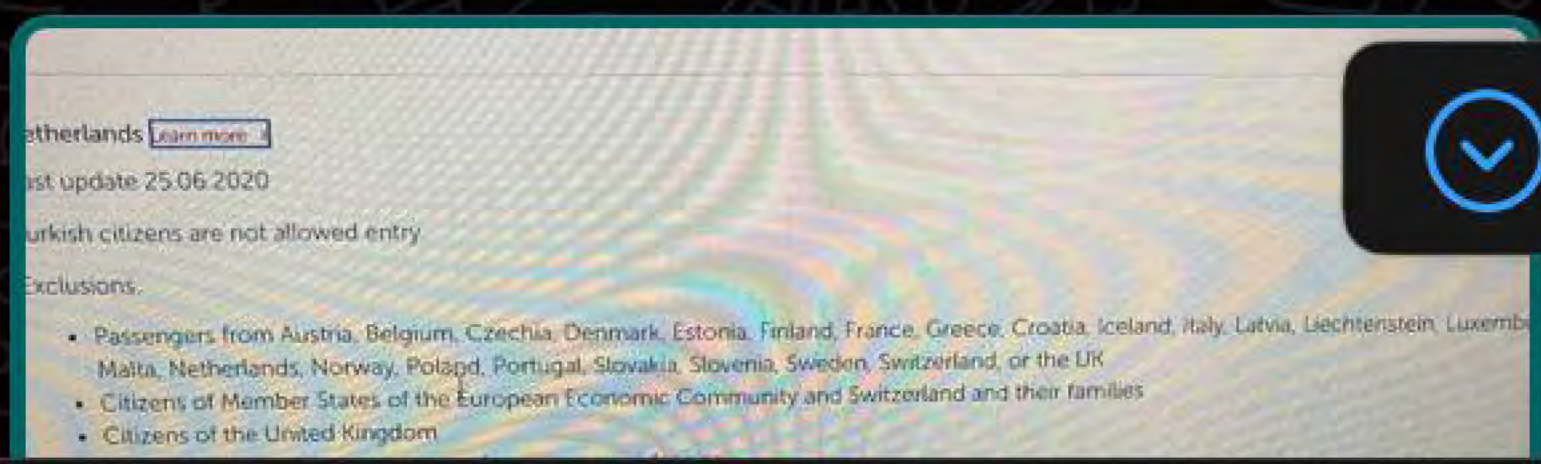 etherlands Learn more
ast update 25.06.2020
urkish citizens are not allowed entry
Exclusions.
• Passengers from Austria, Belgium, Czechia, Denmark, Estonia, Finland, France, Greece, Croatia, Iceland, Italy, Latvia, Liechtenstein, Luxemb
Malta, Netherlands, Norway, Poland, Portugal, Slovakia, Slovenia, Sweden, Switzerland, or the UK
• Citizens of Member States of the European Economic Community and Switzerland and their families
• Citizens of the United Kingdom